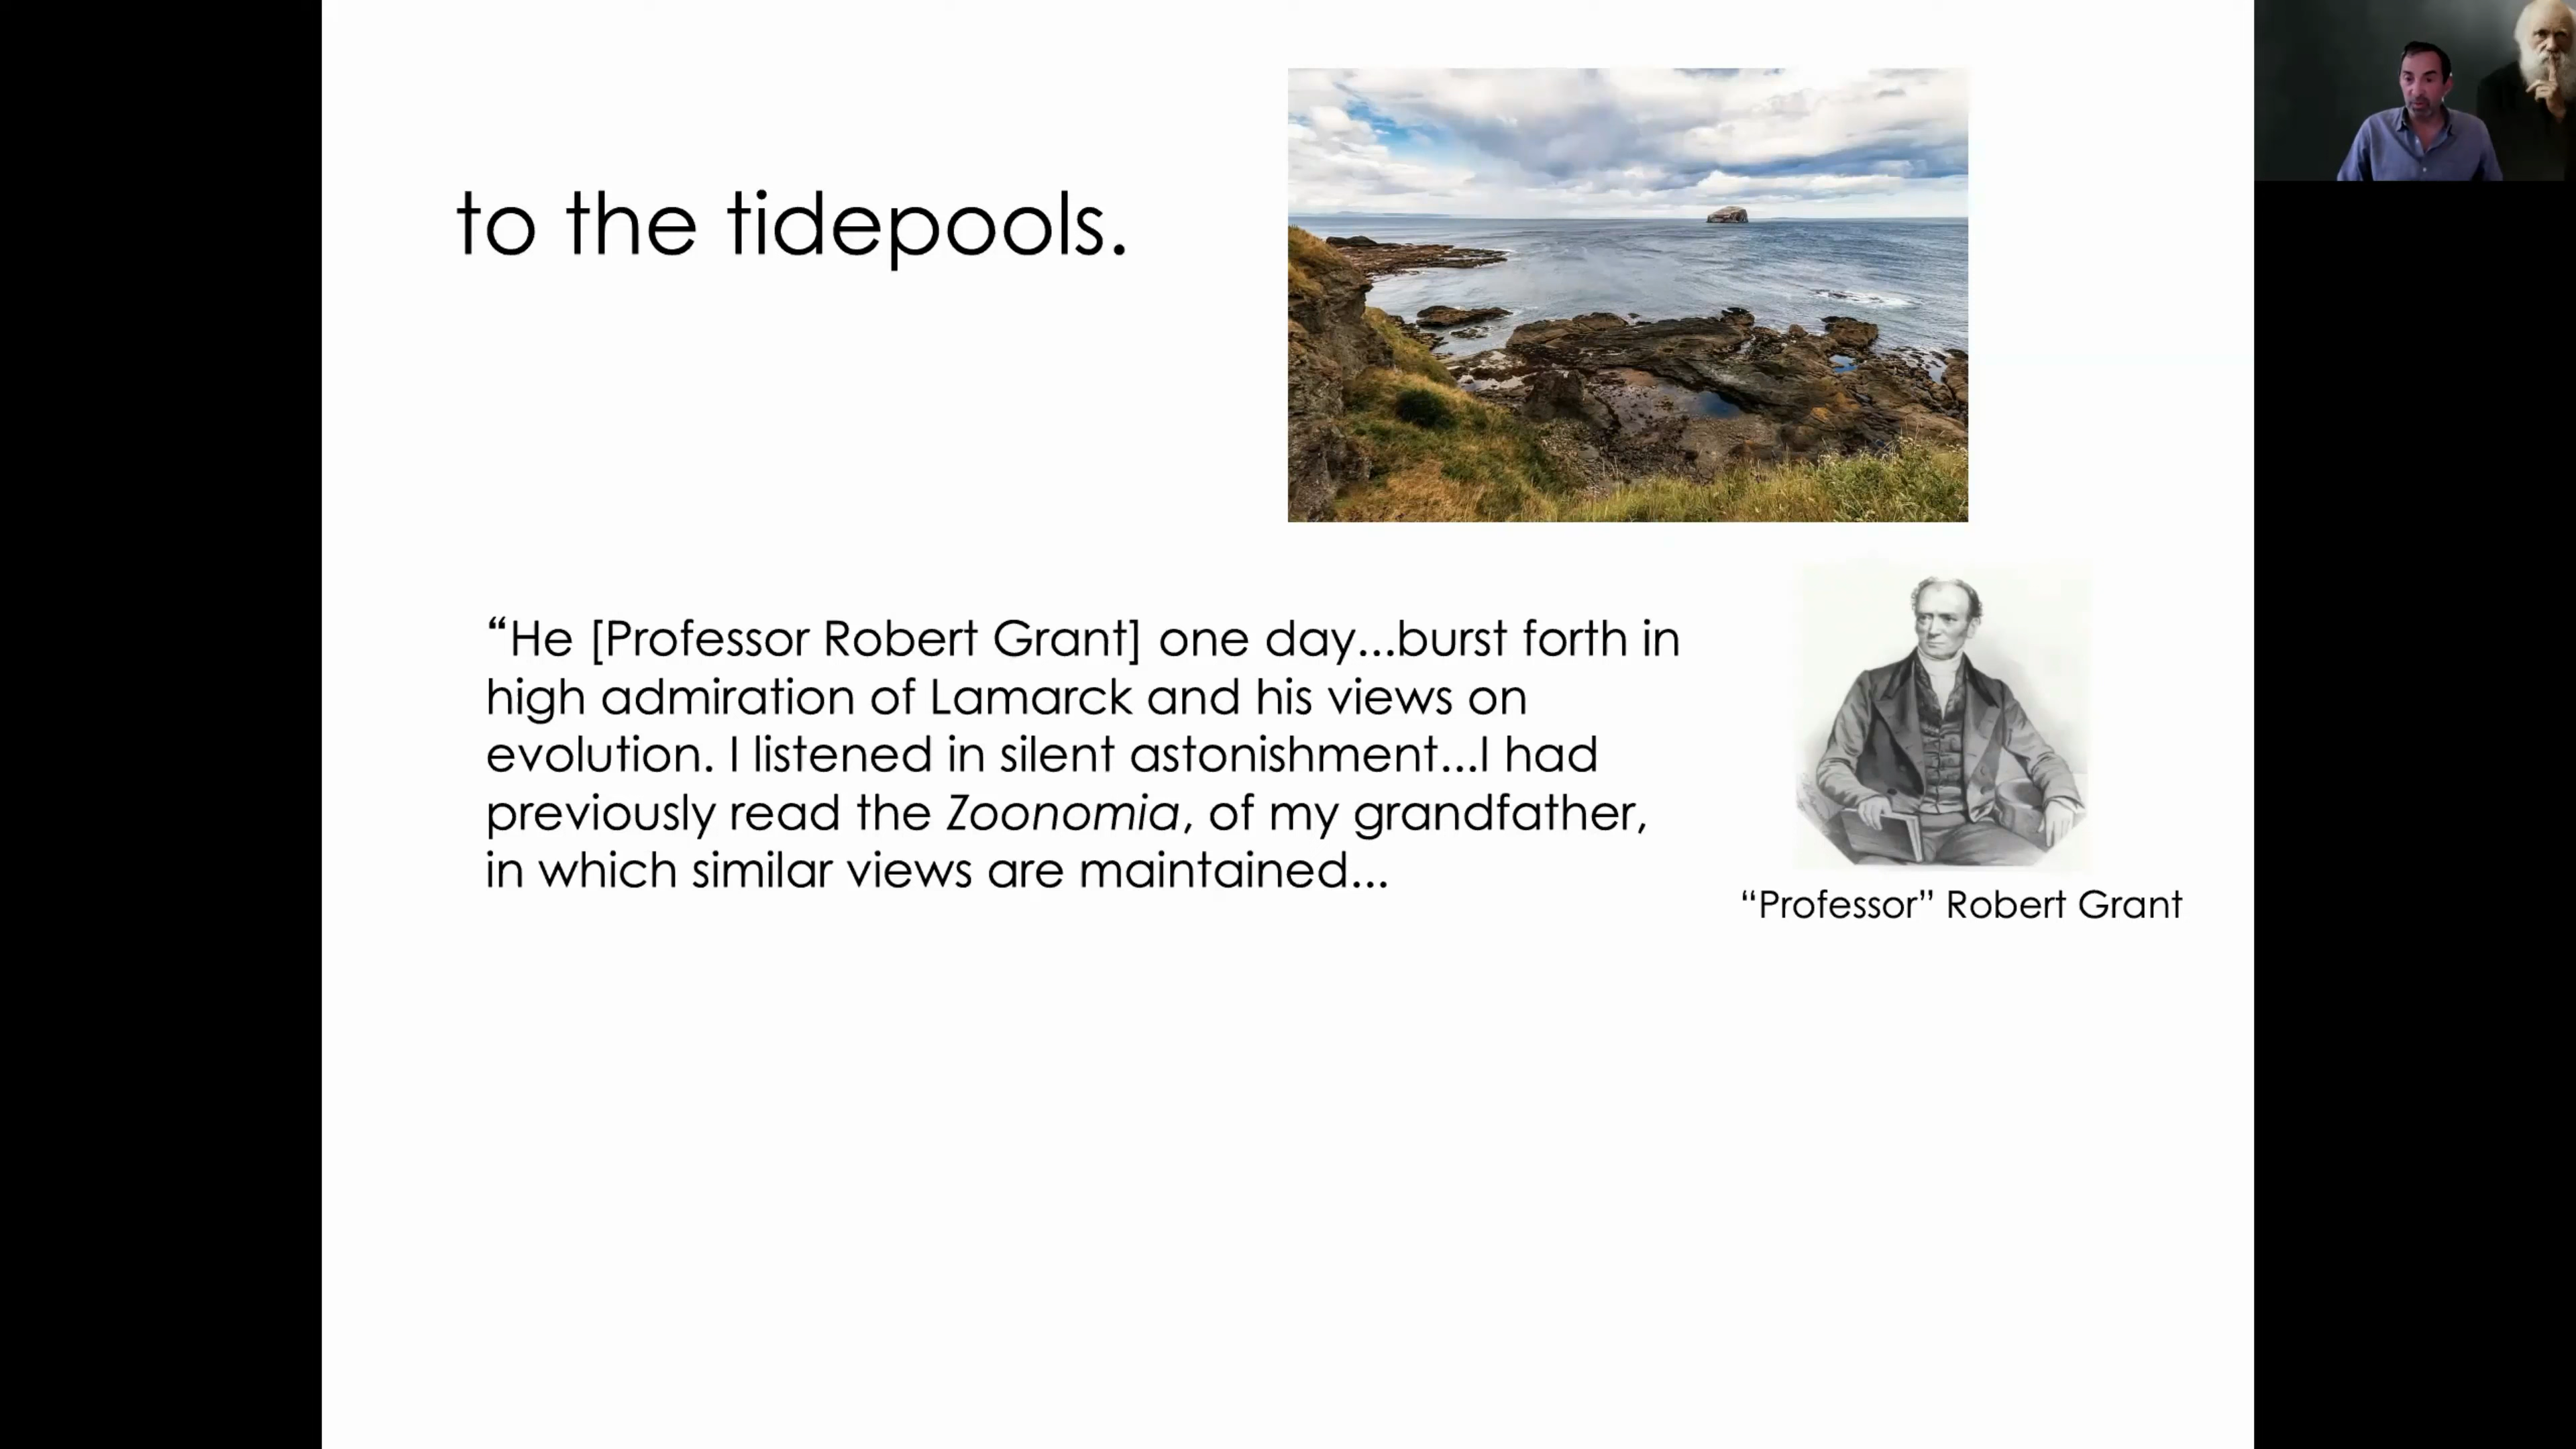 to the tidepools.
“He [Professor Robert Grant] one day...burst forth in
high admiration of Lamarck and his views on
evolution. I listened in silent astonishment...I had
previously read the Zoonomia, of my grandfather,
in which similar views are maintained...
“Professor” Robert Grant